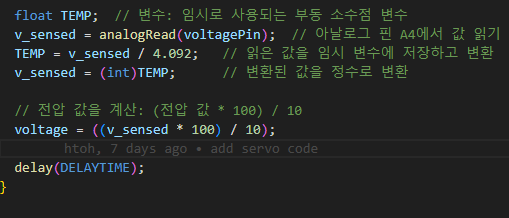 float TEMP;  // 변수: 임시로 사용되는 부동 소수점 변수
v_sensed = analogRead(voltagePin);  // 아날로그 핀 A4에서 값 읽기
TEMP = v_sensed / 4.092;   // 읽은 값을 임시 변수에 저장하고 변환
v_sensed = (int)TEMP;      // 변환된 값을 정수로 변환
// 전압 값을 계산: (전압 값 * 100) / 10
voltage = ((v_sensed * 100) / 10);
htoh, 7 days ago • add servo code
delay(DELAYTIME);
}